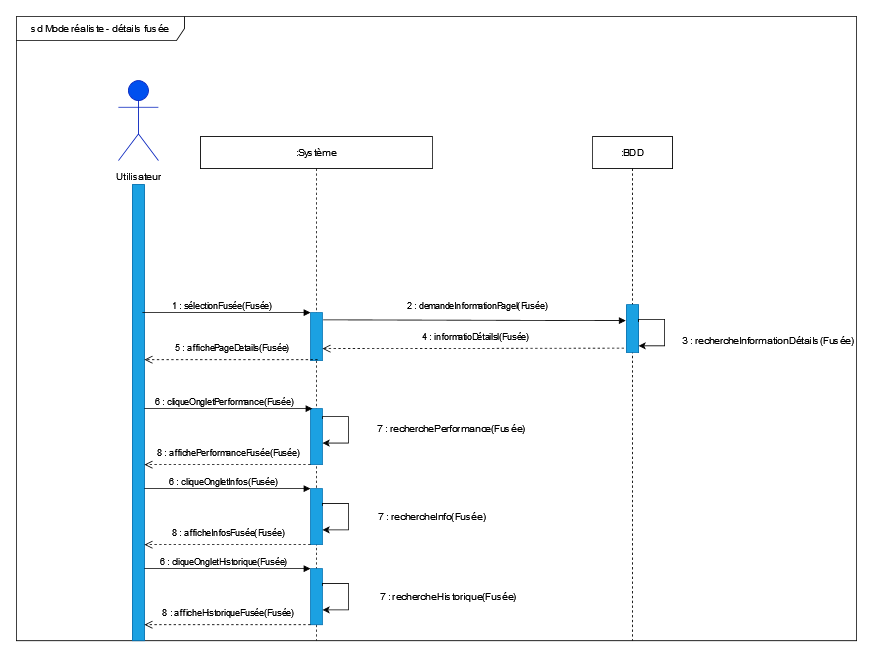 sd Mode réaliste - détails fusée
:Système
:BDD
Utilisateur
1 : sélectionFusée(Fusée)
2 : demandeInformationPagel(Fusée)
3 : rechercheInformationDétails(Fusée)
4 : informatioDétailsl(Fusée)
5 : affichePageDetails(Fusée)
6 : cliqueOngletPerformance(Fusée)
7 : recherchePerformance(Fusée)
8 : affichePerformanceFusée(Fusée)
6 : cliqueOngletInfos(Fusée)
7 : rechercheInfo(Fusée)
8 : afficheInfosFusée(Fusée)
6 : cliqueOngletHistorique(Fusée)
7 : rechercheHistorique(Fusée)
8 : afficheHistoriqueFusée(Fusée)